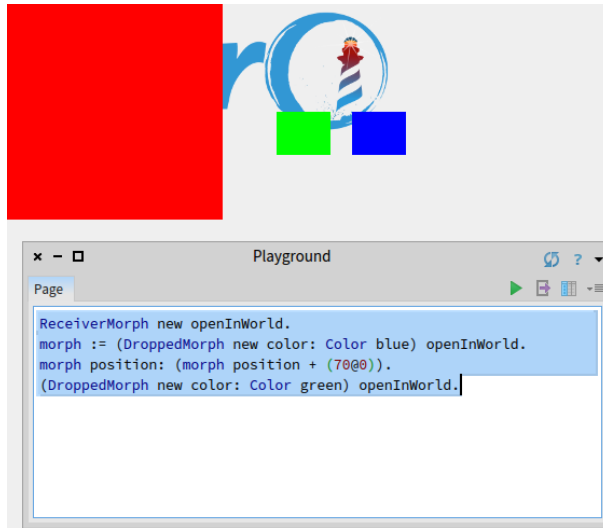 r
Playground
?
Page
ReceiverMorph new openInWorld.
morph := (DroppedMorph new color: Color blue) openInWorld.
morph position: (morph position + (70@0)).
(DroppedMorph new color: Color green) openInWorld.